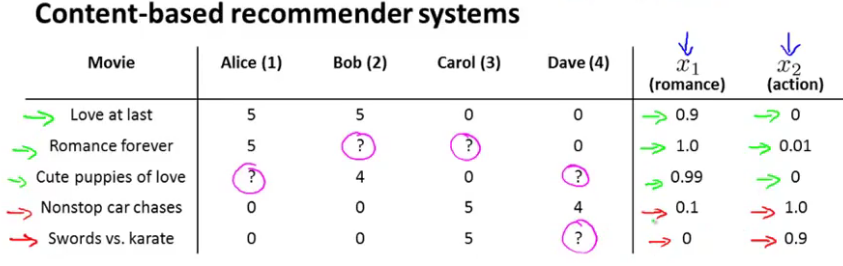 Content-based recommender systems
Movie Alice (1) Bob (2) Carol (3) Dave (4) x₁ (romance) x₂ (action)
Love at last 5 5 0 0 0.9 0
Romance forever 5 ? ? 0 1.0 0.01
Cute puppies of love ? 4 0 ? 0.99 0
Nonstop car chases 0 0 5 4 0.1 1.0
Swords vs. karate 0 0 5 ? 0 0.9